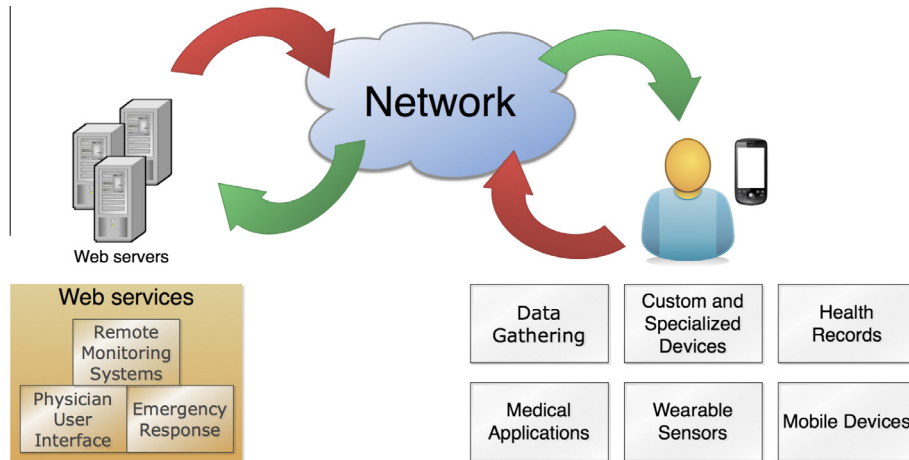 Network
Web servers
Web services
Remote
Monitoring
Systems
Physician
User
Interface
Emergency
Response
Data
Gathering
Custom and
Specialized
Devices
Health
Records
Medical
Applications
Wearable
Sensors
Mobile Devices